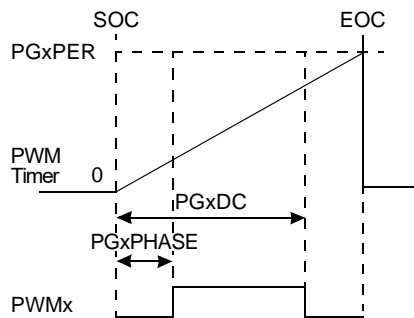 SOC EOC
PGxPER
PWM
Timer 0
PGxDC
PGxPHASE
PWMx